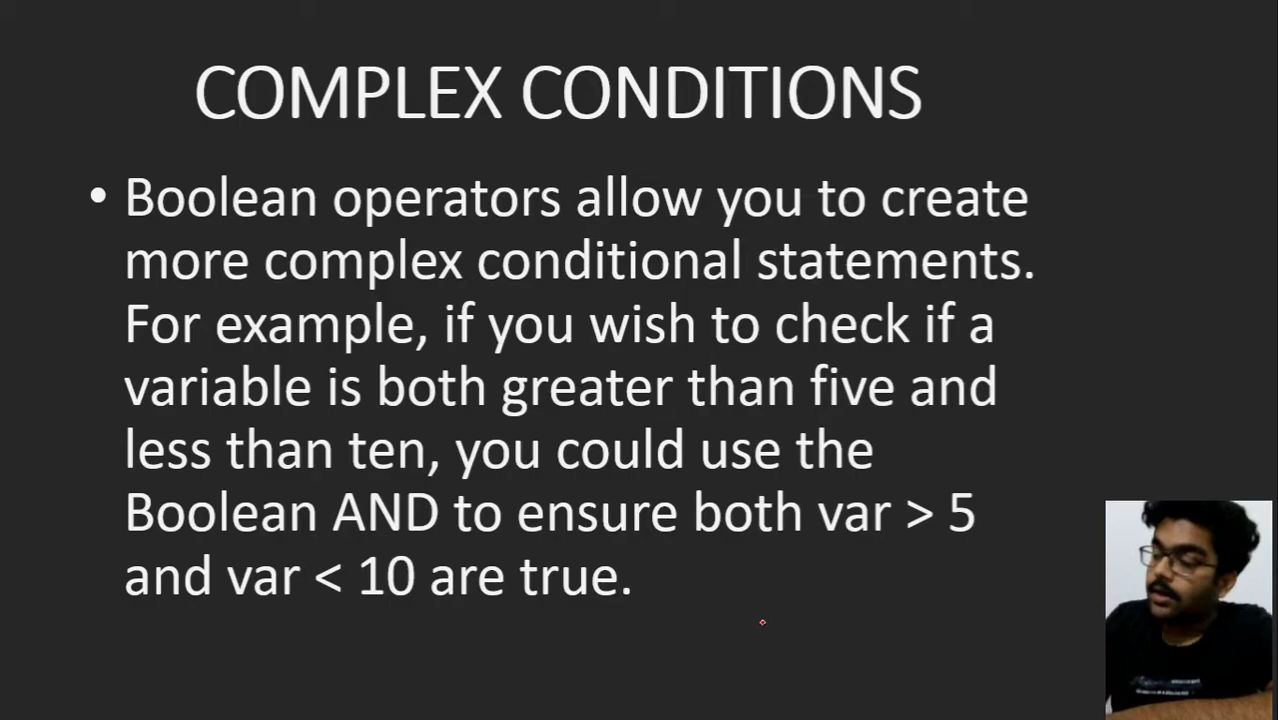 COMPLEX CONDITIONS
• Boolean operators allow you to create
more complex conditional statements.
For example, if you wish to check if a
variable is both greater than five and
less than ten, you could use the
Boolean AND to ensure both var > 5
and var < 10 are true.